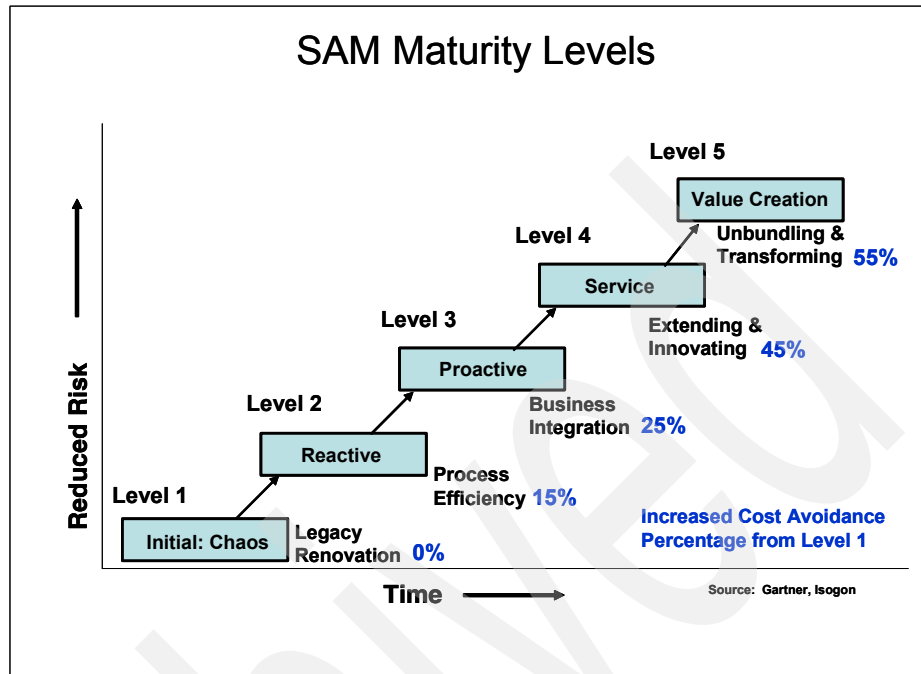 SAM Maturity Levels
Level 5
Value Creation
Unbundling &
Transforming 55%
Level 4
Service
Extending &
Innovating 45%
Level 3
Proactive
Business
Integration 25%
Level 2
Reactive
Process
Efficiency 15%
Level 1
Initial: Chaos
Legacy
Renovation 0%
Increased Cost Avoidance
Percentage from Level 1
Reduced Risk
Time
Source: Gartner, Isogon